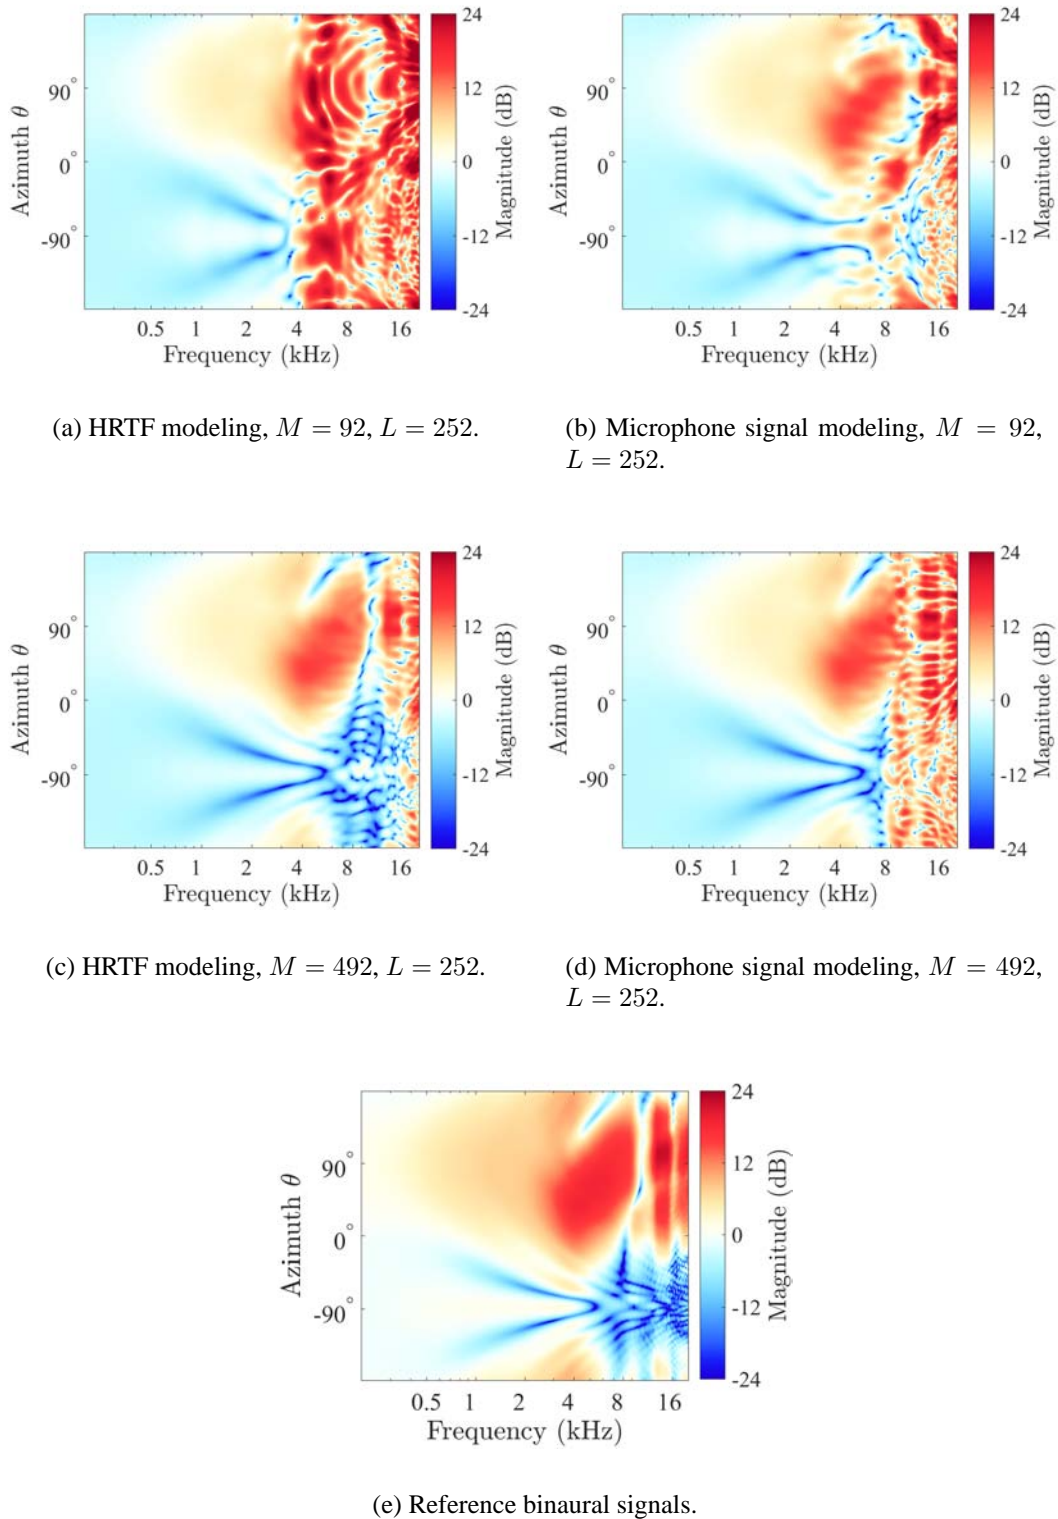 24
12
0
-12
-24
Magnitude (dB)
90°
0°
-90°
Azimuth θ
0.5 1 2 4 8 16
Frequency (kHz)
24
12
0
-12
-24
Magnitude (dB)
90°
0°
-90°
Azimuth θ
0.5 1 2 4 8 16
Frequency (kHz)
(a) HRTF modeling, M = 92, L = 252.
(b) Microphone signal modeling, M = 92,
L = 252.
24
12
0
-12
-24
Magnitude (dB)
90°
0°
-90°
Azimuth θ
0.5 1 2 4 8 16
Frequency (kHz)
24
12
0
-12
-24
Magnitude (dB)
90°
0°
-90°
Azimuth θ
0.5 1 2 4 8 16
Frequency (kHz)
(c) HRTF modeling, M = 492, L = 252.
(d) Microphone signal modeling, M = 492,
L = 252.
24
12
0
-12
-24
Magnitude (dB)
90°
0°
-90°
Azimuth θ
0.5 1 2 4 8 16
Frequency (kHz)
(e) Reference binaural signals.